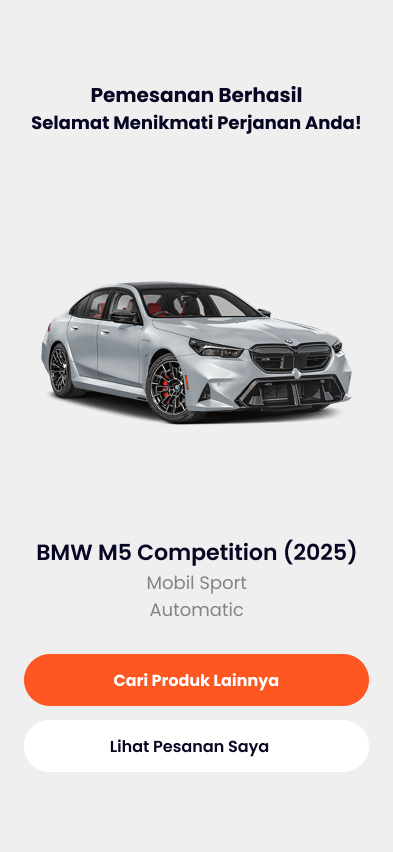 Pemesanan Berhasil
Selamat Menikmati Perjanan Anda!
BMW M5 Competition (2025)
Mobil Sport
Automatic
Cari Produk Lainnya
Lihat Pesanan Saya